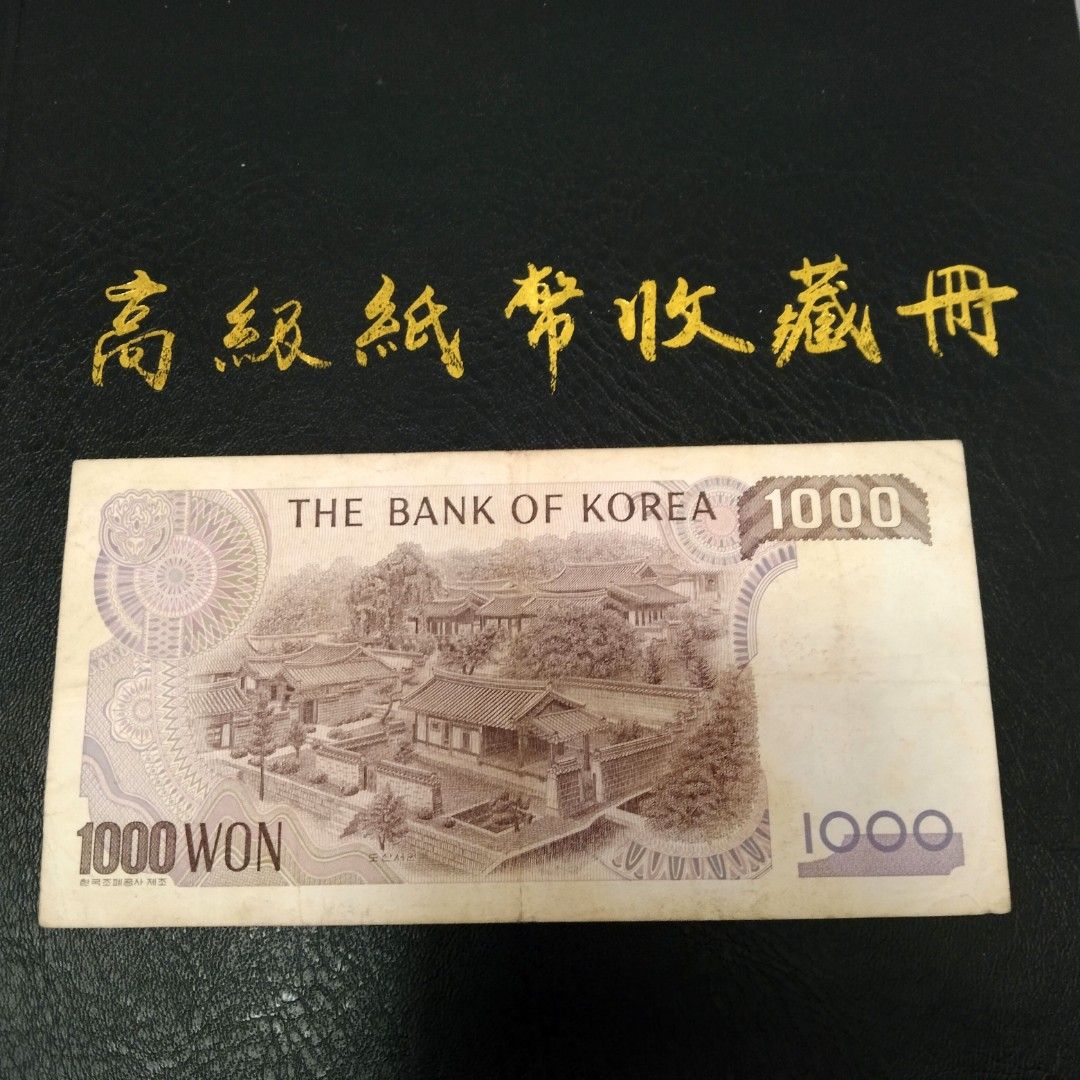 高級紙幣收藏冊
THE BANK OF KOREA
1000
1000 WON
도산서원
한국조폐공사 제조
1000